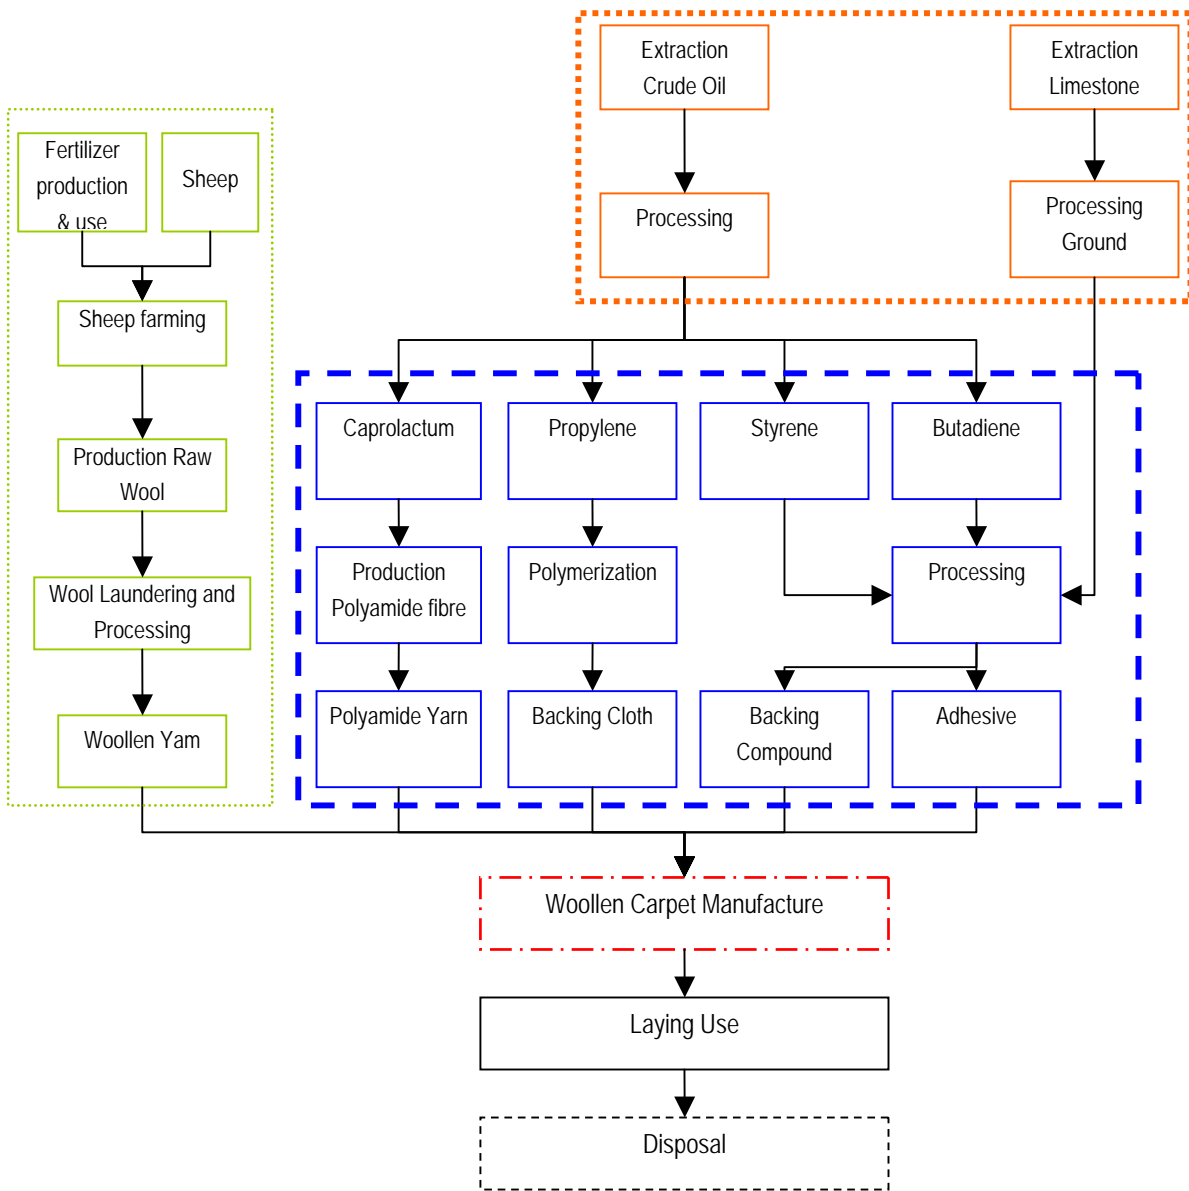 Extraction
Crude Oil
Extraction
Limestone
Fertilizer
production
& use
Sheep
Processing
Processing
Ground
Sheep farming
Caprolactum
Propylene
Styrene
Butadiene
Production Raw
Wool
Production
Polyamide fibre
Polymerization
Processing
Wool Laundering and
Processing
Polyamide Yarn
Backing Cloth
Backing
Compound
Adhesive
Woollen Yam
Woollen Carpet Manufacture
Laying Use
Disposal